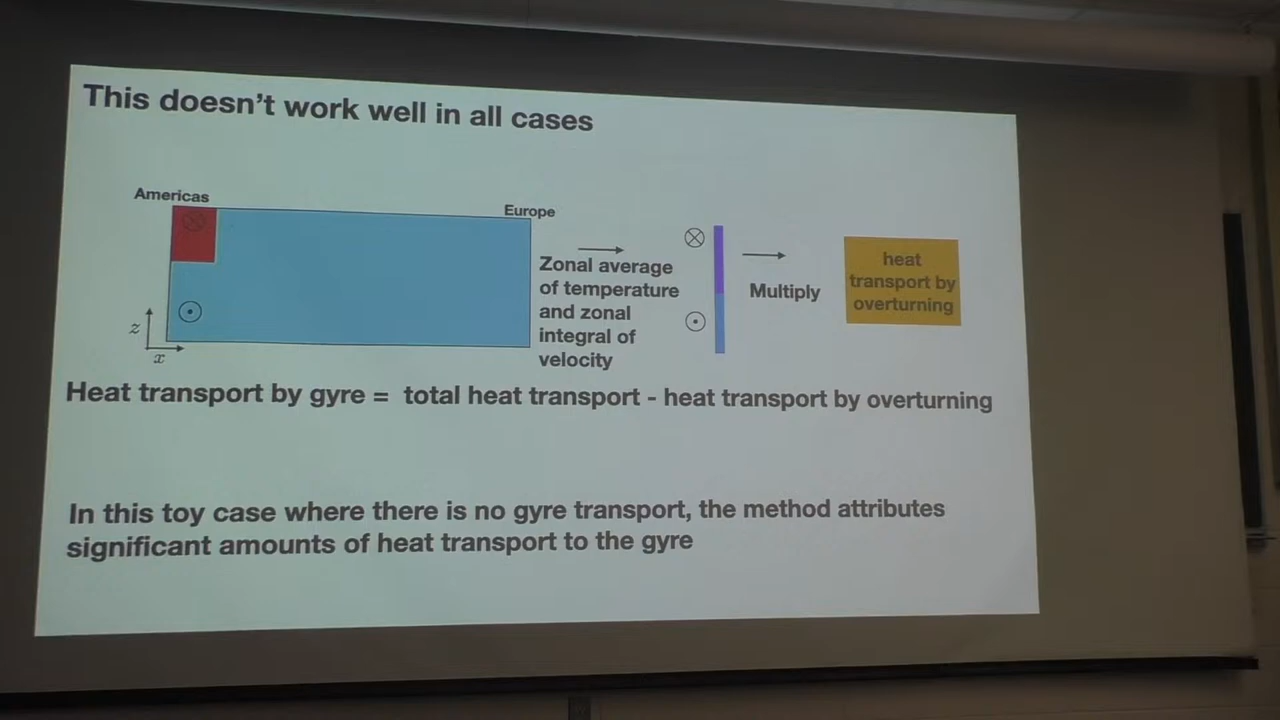 This doesn't work well in all cases
Americas
Europe
z
x
Zonal average
of temperature
and zonal
integral of
velocity
Multiply
heat
transport by
overturning
Heat transport by gyre = total heat transport - heat transport by overturning
In this toy case where there is no gyre transport, the method attributes
significant amounts of heat transport to the gyre